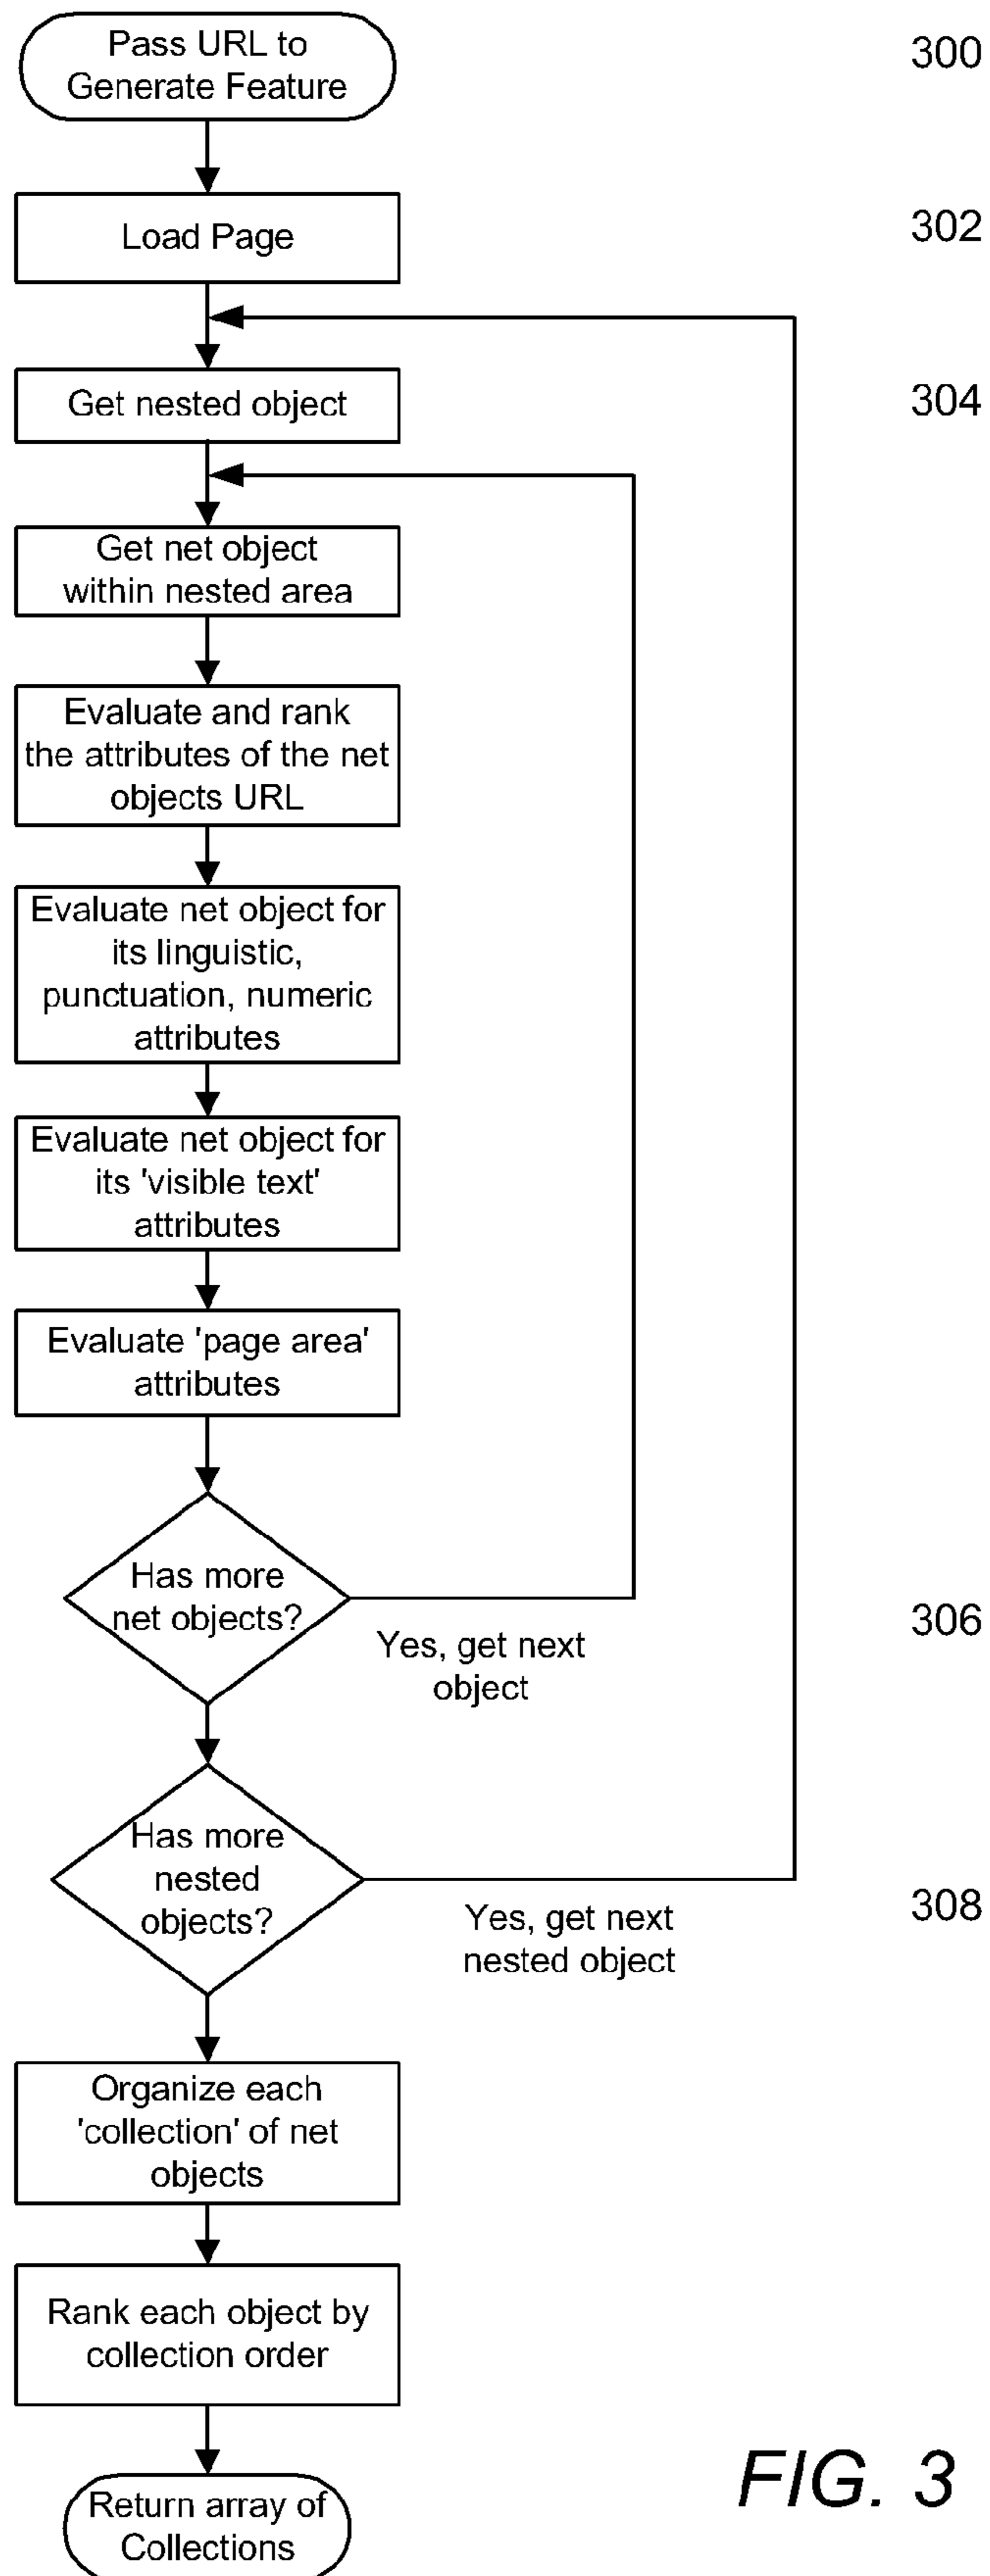 Pass URL to
Generate Feature
300
Load Page
302
Get nested object
304
Get net object
within nested area
Evaluate and rank
the attributes of the net
objects URL
Evaluate net object for
its linguistic,
punctuation, numeric
attributes
Evaluate net object for
its 'visible text'
attributes
Evaluate 'page area'
attributes
Has more
net objects?
306
Yes, get next
object
Has more
nested
objects?
308
Yes, get next
nested object
Organize each
'collection' of net
objects
Rank each object by
collection order
Return array of
Collections
FIG. 3